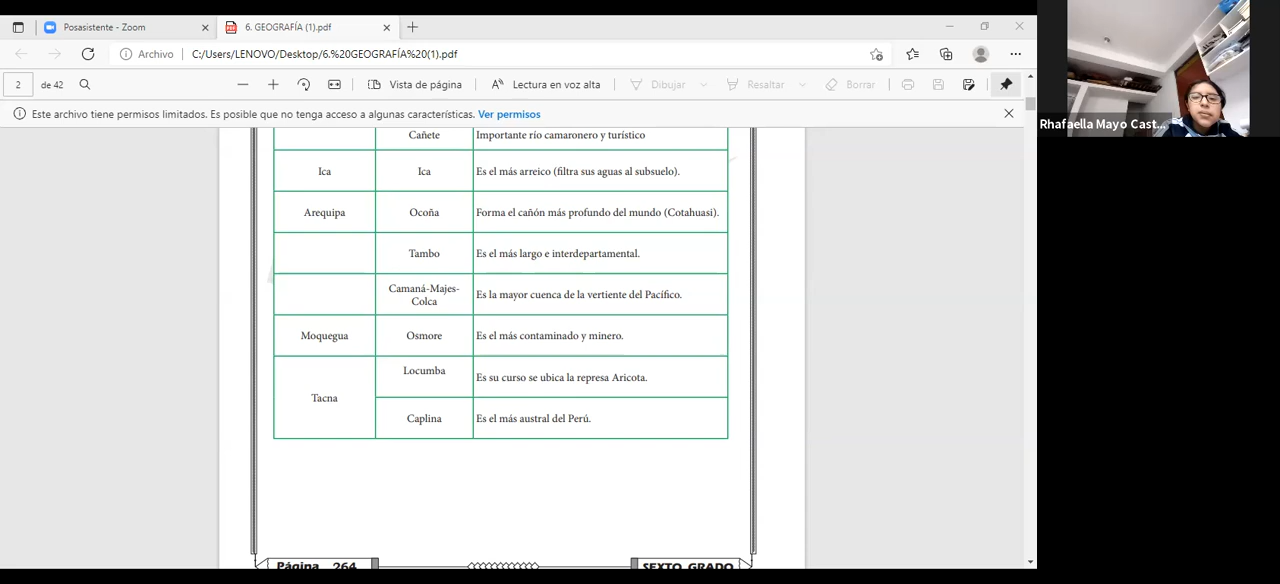 Posasistente - Zoom
6. GEOGRAFÍA (1).pdf
Archivo
C:/Users/LENOVO/Desktop/6.%20GEOGRAFÍA%20(1).pdf
2
de 42
Vista de página
Lectura en voz alta
Dibujar
Resaltar
Borrar
Este archivo tiene permisos limitados. Es posible que no tenga acceso a algunas características. Ver permisos
Rhafaella Mayo Cast...
Cañete
Importante río camaronero y turístico
Ica
Ica
Es el más arreico (filtra sus aguas al subsuelo).
Arequipa
Ocoña
Forma el cañón más profundo del mundo (Cotahuasi).
Tambo
Es el más largo e interdepartamental.
Camaná-Majes-
Colca
Es la mayor cuenca de la vertiente del Pacífico.
Moquegua
Osmore
Es el más contaminado y minero.
Tacna
Locumba
Es su curso se ubica la represa Aricota.
Caplina
Es el más austral del Perú.
Página 264
SEXTO GRADO